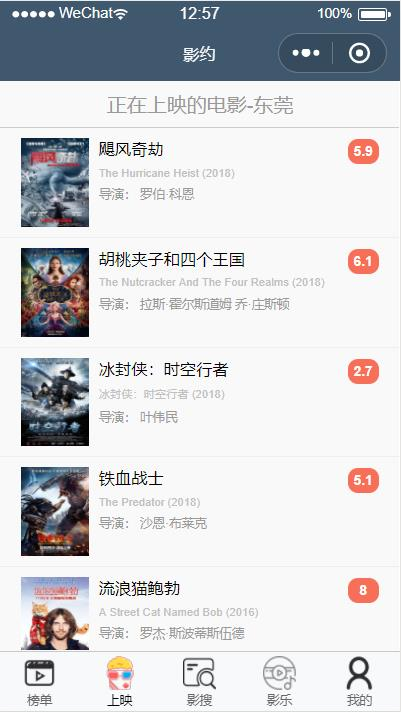 WeChat 12:57 100%
影约
正在上映的电影-东莞
飓风奇劫 5.9
The Hurricane Heist (2018)
导演： 罗伯·科恩
胡桃夹子和四个王国 6.1
The Nutcracker And The Four Realms (2018)
导演： 拉斯·霍尔斯道姆 乔·庄斯顿
冰封侠：时空行者 2.7
冰封侠：时空行者 (2018)
导演： 叶伟民
时空行者
铁血战士 5.1
The Predator (2018)
导演： 沙恩·布莱克
流浪猫鲍勃 8
A Street Cat Named Bob (2016)
导演： 罗杰·斯波蒂斯伍德
榜单 上映 影搜 影乐 我的